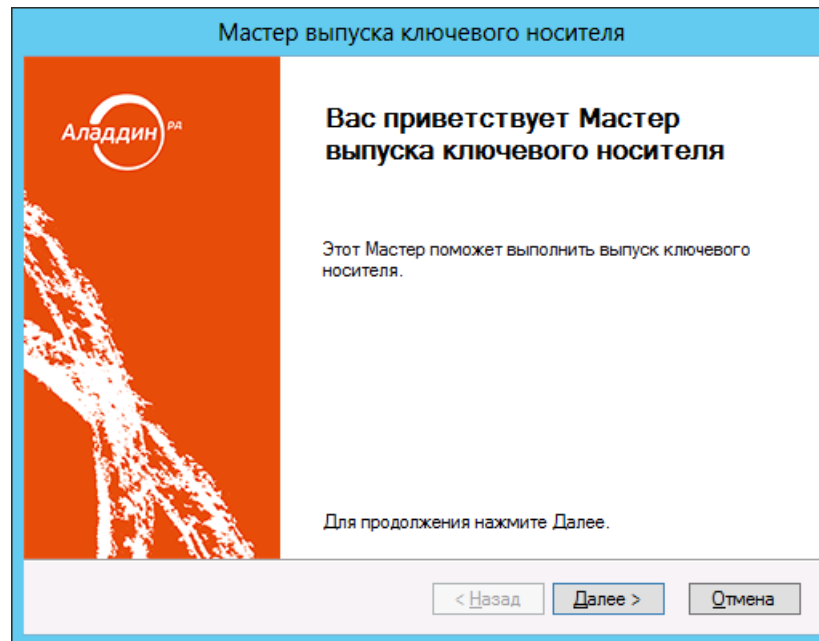 Мастер выпуска ключевого носителя
Аладдин РД
Вас приветствует Мастер
выпуска ключевого носителя
Этот Мастер поможет выполнить выпуск ключевого
носителя.
Для продолжения нажмите Далее.
< Назад Далее > Отмена